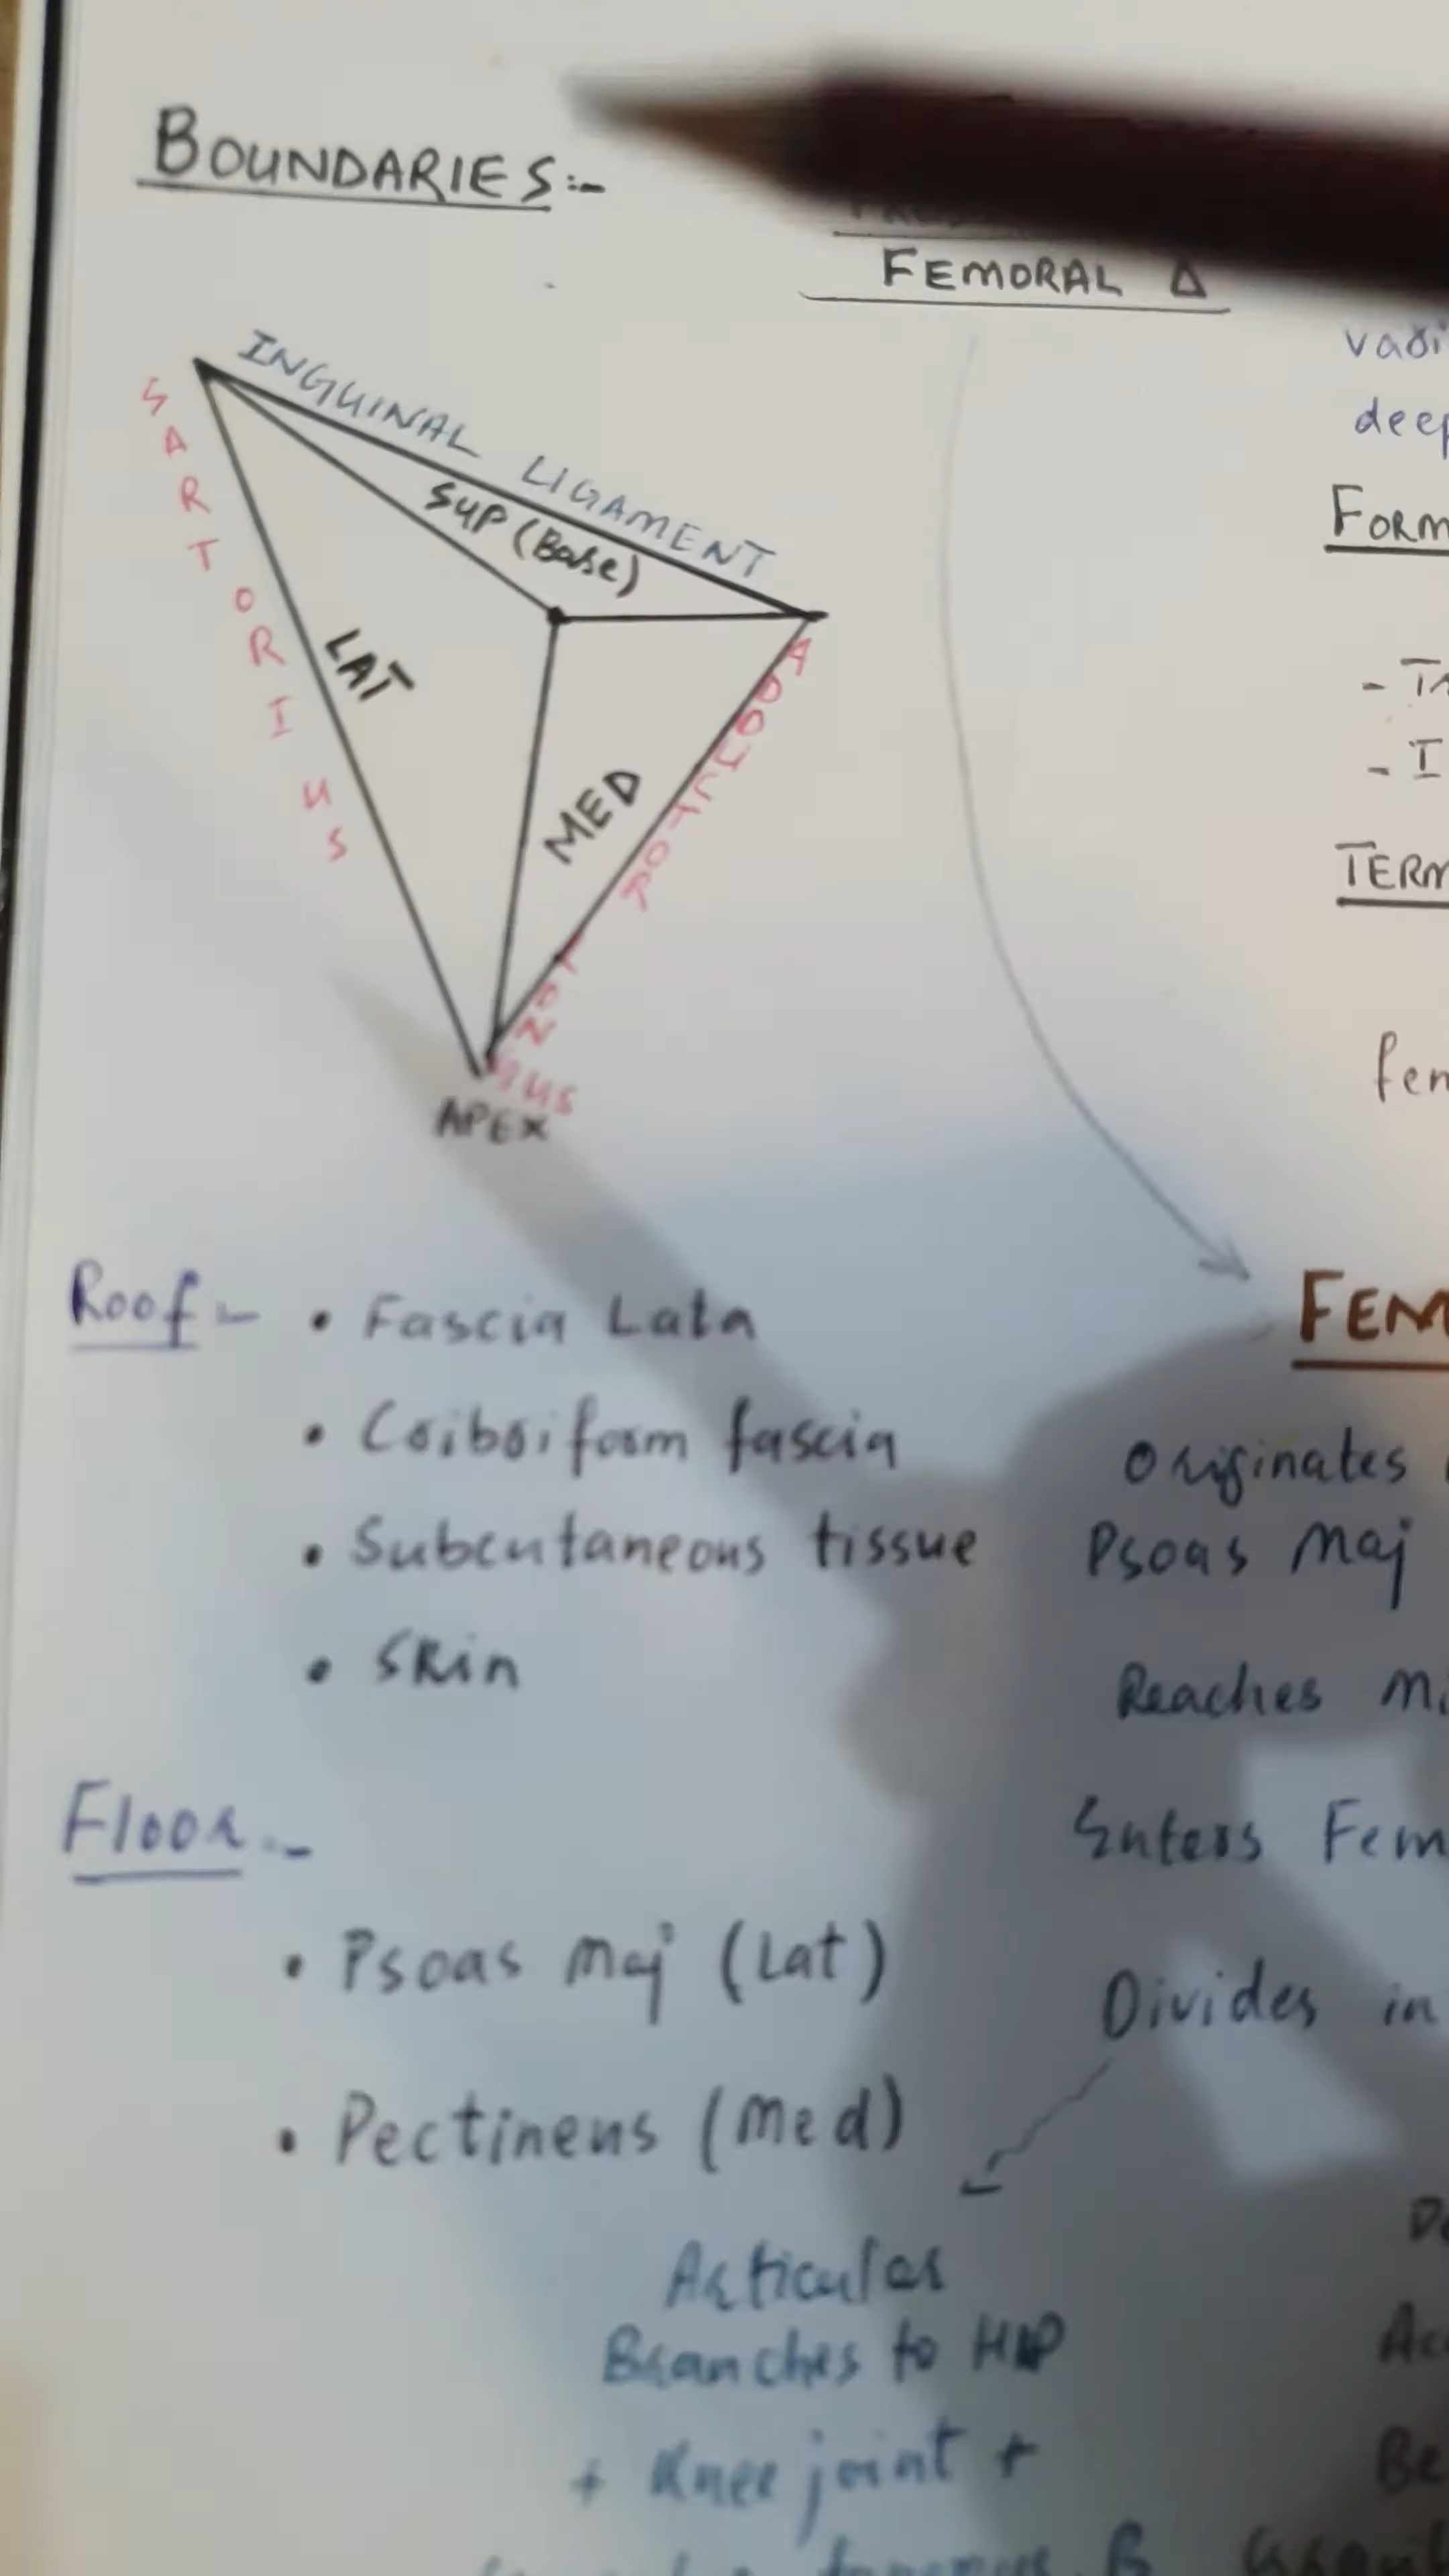 BOUNDARIES:-
FEMORAL Δ
INGUINAL LIGAMENT
SARTORIUS
SUP (Base)
LAT
MED
ADDUCTOR LONGUS
APEX
deep
FORM
TERM
Roof:-
• Fascia Lata
• Cribriform fascia
• Subcutaneous tissue
• Skin
Floor:-
• Psoas Maj (Lat)
• Pectineus (Med)
FEM
Originates
Psoas Maj
Reaches
Enters Fem
Divides in
Articular
Branches to HIP
+ Knee joint +